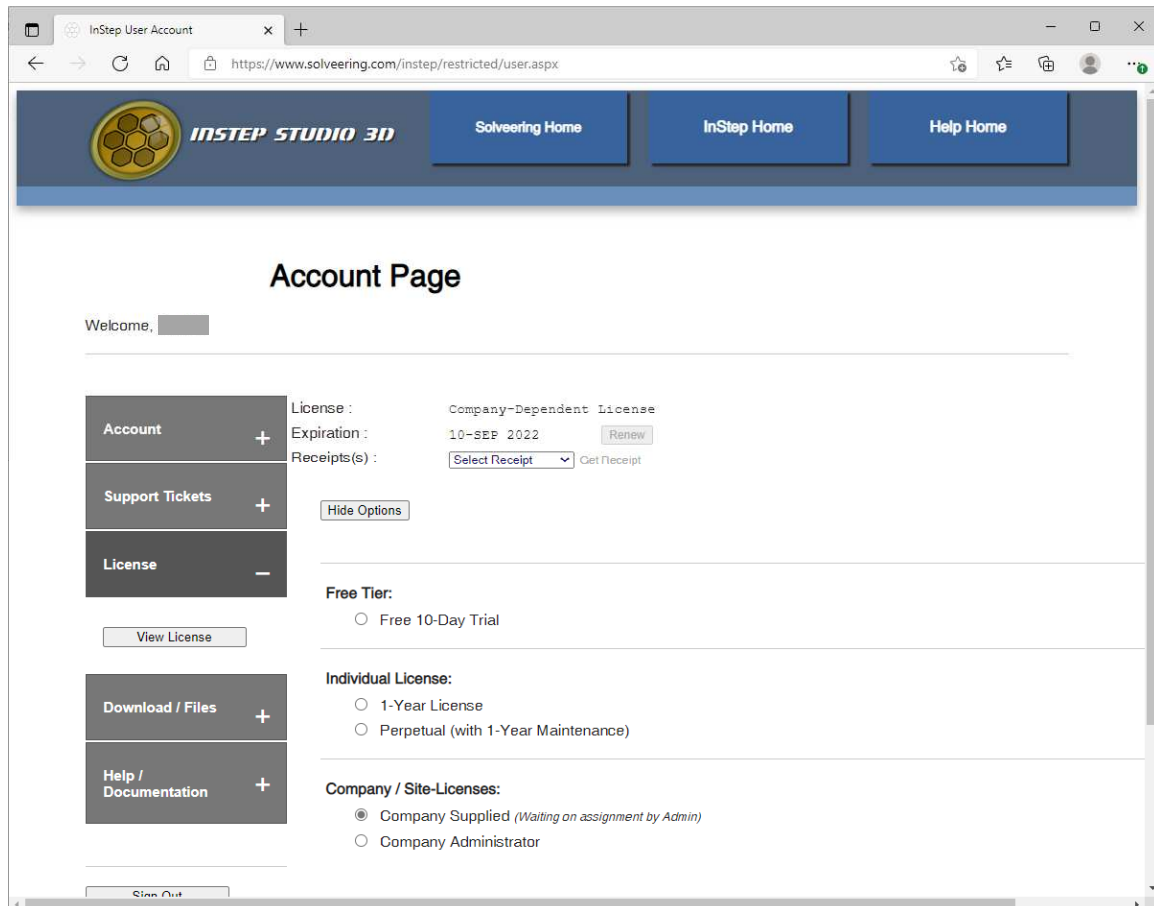 InStep User Account
https://www.solveering.com/instep/restricted/user.aspx
INSTEP STUDIO 3D
Solveering Home
InStep Home
Help Home
Account Page
Welcome,
Account +
License : Company-Dependent License
Expiration : 10-SEP 2022 Renew
Receipts(s) : Select Receipt Get Receipt
Support Tickets +
Hide Options
License −
Free Tier:
Free 10-Day Trial
View License
Individual License:
1-Year License
Perpetual (with 1-Year Maintenance)
Download / Files +
Help /
Documentation +
Company / Site-Licenses:
Company Supplied (Waiting on assignment by Admin)
Company Administrator
Sign Out